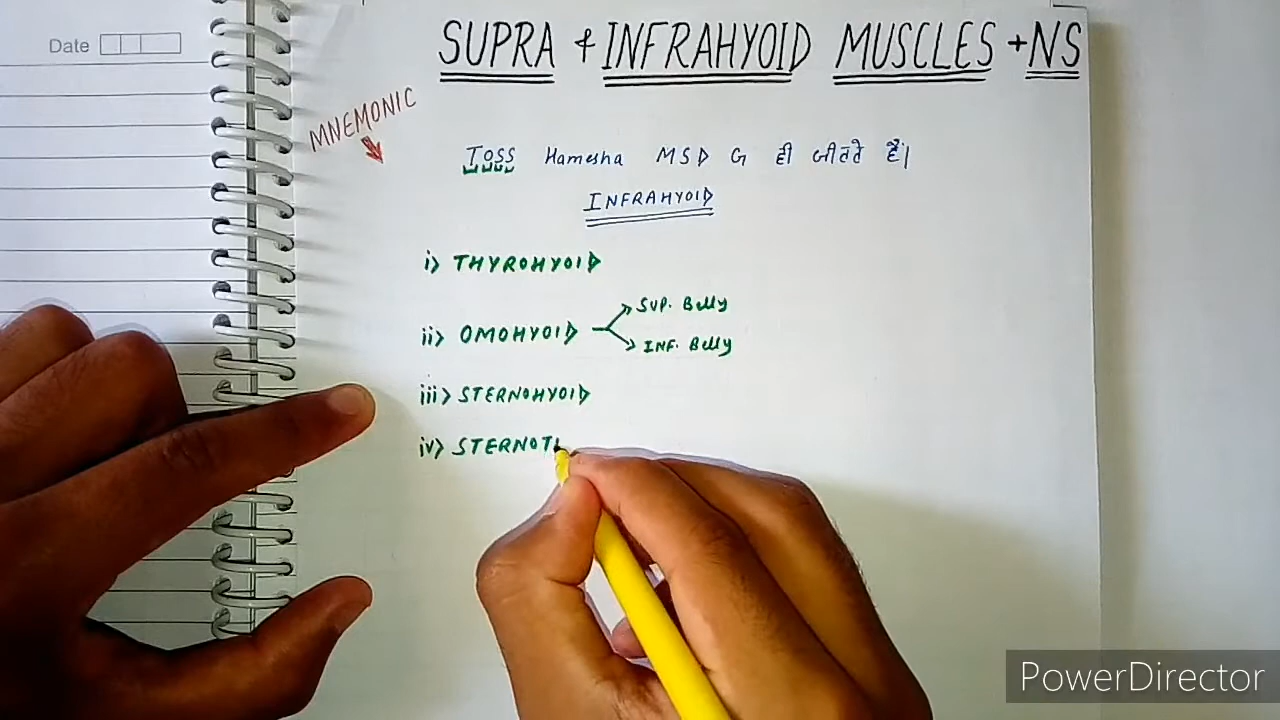 Date
SUPRA & INFRAHYOID MUSCLES + NS
MNEMONIC
TOSS Hamesha MSD G ही जीतते हैं।
INFRAHYOID
i) THYROHYOID
ii) OMOHYOID
SUP. Belly
INF. Belly
iii) STERNOHYOID
iv) STERNOT
PowerDirector